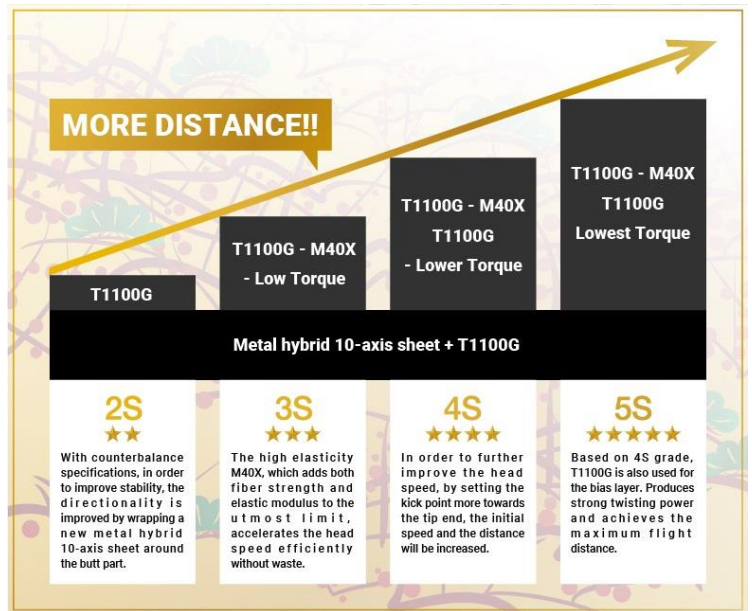 MORE DISTANCE!!
T1100G
T1100G - M40X
- Low Torque
T1100G - M40X
T1100G
- Lower Torque
T1100G - M40X
T1100G
Lowest Torque
Metal hybrid 10-axis sheet + T1100G
2S
With counterbalance
specifications, in order
to improve stability, the
directionality is
improved by wrapping a
new metal hybrid
10-axis sheet around
the butt part.
3S
The high elasticity
M40X, which adds both
fiber strength and
elastic modulus to the
utmost limit,
accelerates the head
speed efficiently
without waste.
4S
In order to further
improve the head
speed, by setting the
kick point more towards
the tip end, the initial
speed and the distance
will be increased.
5S
Based on 4S grade,
T1100G is also used for
the bias layer. Produces
strong twisting power
and achieves the
maximum flight
distance.